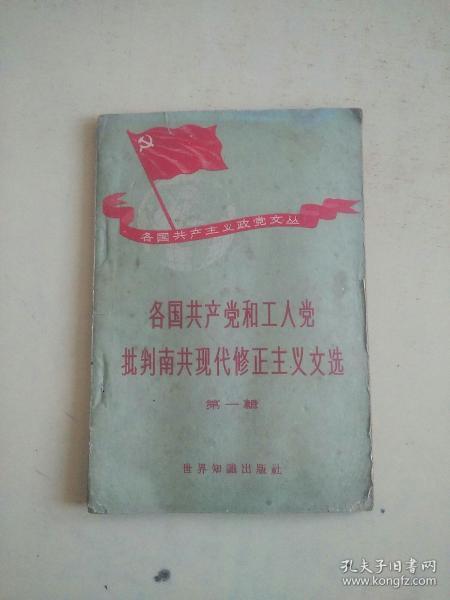 各国共产主义政党文丛
各国共产党和工人党
批判南共现代修正主义文选
第一輯
世界知識出版社
孔夫子旧书网
www.kongfz.com